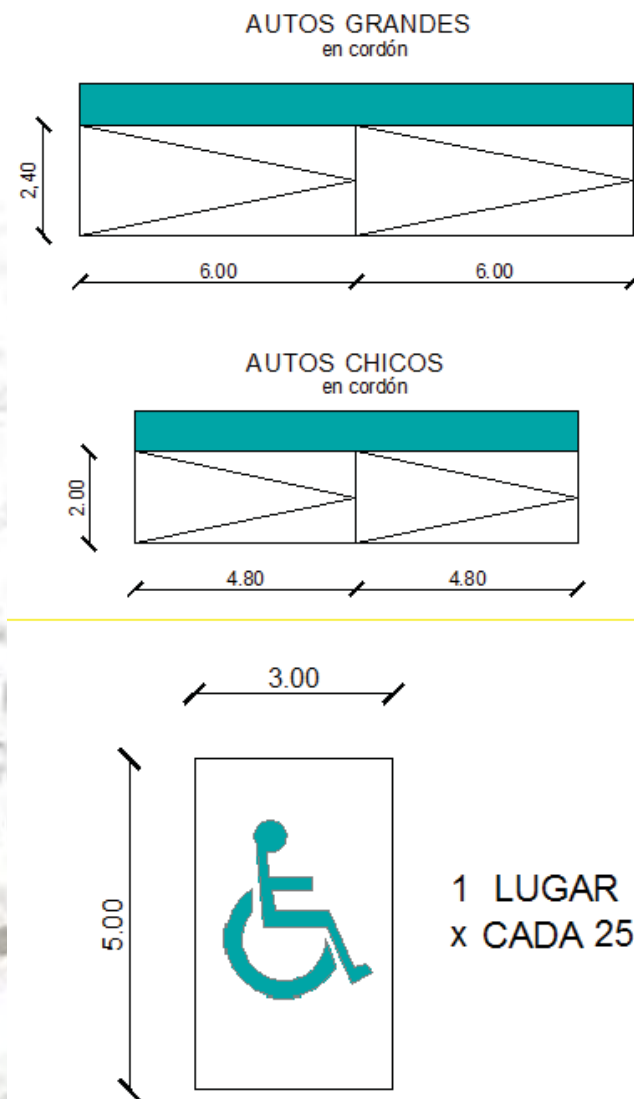 AUTOS GRANDES
en cordón
2,40
6.00 6.00
AUTOS CHICOS
en cordón
2.00
4.80 4.80
3.00
5.00
1 LUGAR
x CADA 25